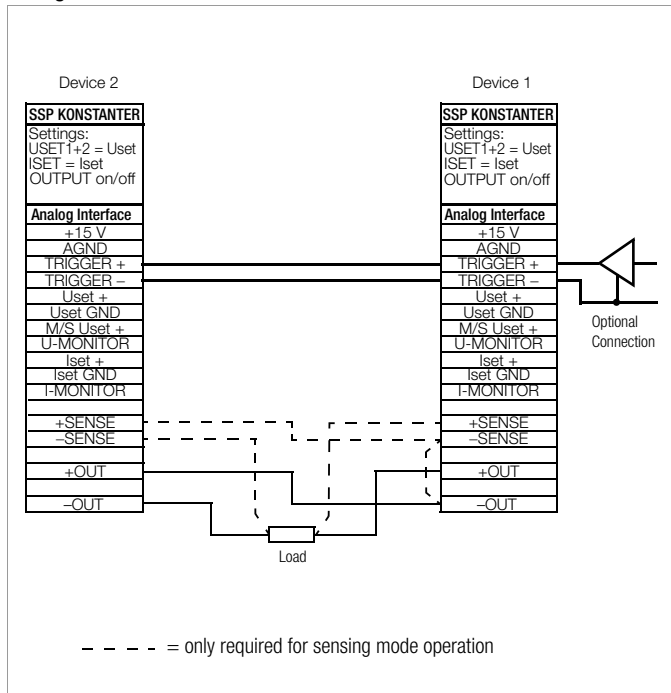 Device 2
SSP KONSTANTER
Settings:
USET1+2 = Uset
ISET = Iset
OUTPUT on/off
Analog Interface
+15 V
AGND
TRIGGER +
TRIGGER –
Uset +
Uset GND
M/S Uset +
U-MONITOR
Iset +
Iset GND
I-MONITOR
+SENSE
–SENSE
+OUT
–OUT
Device 1
SSP KONSTANTER
Settings:
USET1+2 = Uset
ISET = Iset
OUTPUT on/off
Analog Interface
+15 V
AGND
TRIGGER +
TRIGGER –
Uset +
Uset GND
M/S Uset +
U-MONITOR
Iset +
Iset GND
I-MONITOR
+SENSE
–SENSE
+OUT
–OUT
Optional
Connection
Load
= only required for sensing mode operation